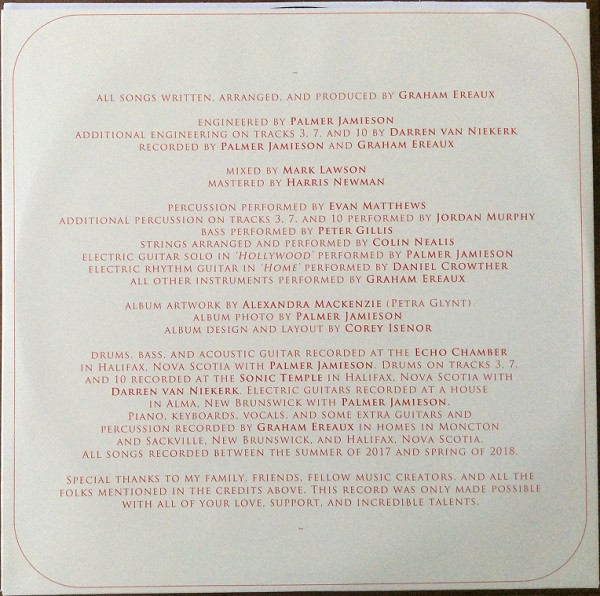 ALL SONGS WRITTEN, ARRANGED, AND PRODUCED BY GRAHAM EREAUX
ENGINEERED BY PALMER JAMIESON
ADDITIONAL ENGINEERING ON TRACKS 3, 7, AND 10 BY DARREN VAN NIEKERK
RECORDED BY PALMER JAMIESON AND GRAHAM EREAUX
MIXED BY MARK LAWSON
MASTERED BY HARRIS NEWMAN
PERCUSSION PERFORMED BY EVAN MATTHEWS
ADDITIONAL PERCUSSION ON TRACKS 3, 7, AND 10 PERFORMED BY JORDAN MURPHY
BASS PERFORMED BY PETER GILLIS
STRINGS ARRANGED AND PERFORMED BY COLIN NEALIS
ELECTRIC GUITAR SOLO IN 'HOLLYWOOD' PERFORMED BY PALMER JAMIESON
ELECTRIC RHYTHM GUITAR IN 'HOME' PERFORMED BY DANIEL CROWTHER
ALL OTHER INSTRUMENTS PERFORMED BY GRAHAM EREAUX
ALBUM ARTWORK BY ALEXANDRA MACKENZIE (PETRA GLYNT)
ALBUM PHOTO BY PALMER JAMIESON
ALBUM DESIGN AND LAYOUT BY COREY ISENOR
DRUMS, BASS, AND ACOUSTIC GUITAR RECORDED AT THE ECHO CHAMBER
IN HALIFAX, NOVA SCOTIA WITH PALMER JAMIESON. DRUMS ON TRACKS 3, 7,
AND 10 RECORDED AT THE SONIC TEMPLE IN HALIFAX, NOVA SCOTIA WITH
DARREN VAN NIEKERK. ELECTRIC GUITARS RECORDED AT A HOUSE
IN ALMA, NEW BRUNSWICK WITH PALMER JAMIESON.
PIANO, KEYBOARDS, VOCALS, AND SOME EXTRA GUITARS AND
PERCUSSION RECORDED BY GRAHAM EREAUX IN HOMES IN MONCTON
AND SACKVILLE, NEW BRUNSWICK, AND HALIFAX, NOVA SCOTIA.
ALL SONGS RECORDED BETWEEN THE SUMMER OF 2017 AND SPRING OF 2018.
SPECIAL THANKS TO MY FAMILY, FRIENDS, FELLOW MUSIC CREATORS, AND ALL THE
FOLKS MENTIONED IN THE CREDITS ABOVE. THIS RECORD WAS ONLY MADE POSSIBLE
WITH ALL OF YOUR LOVE, SUPPORT, AND INCREDIBLE TALENTS.